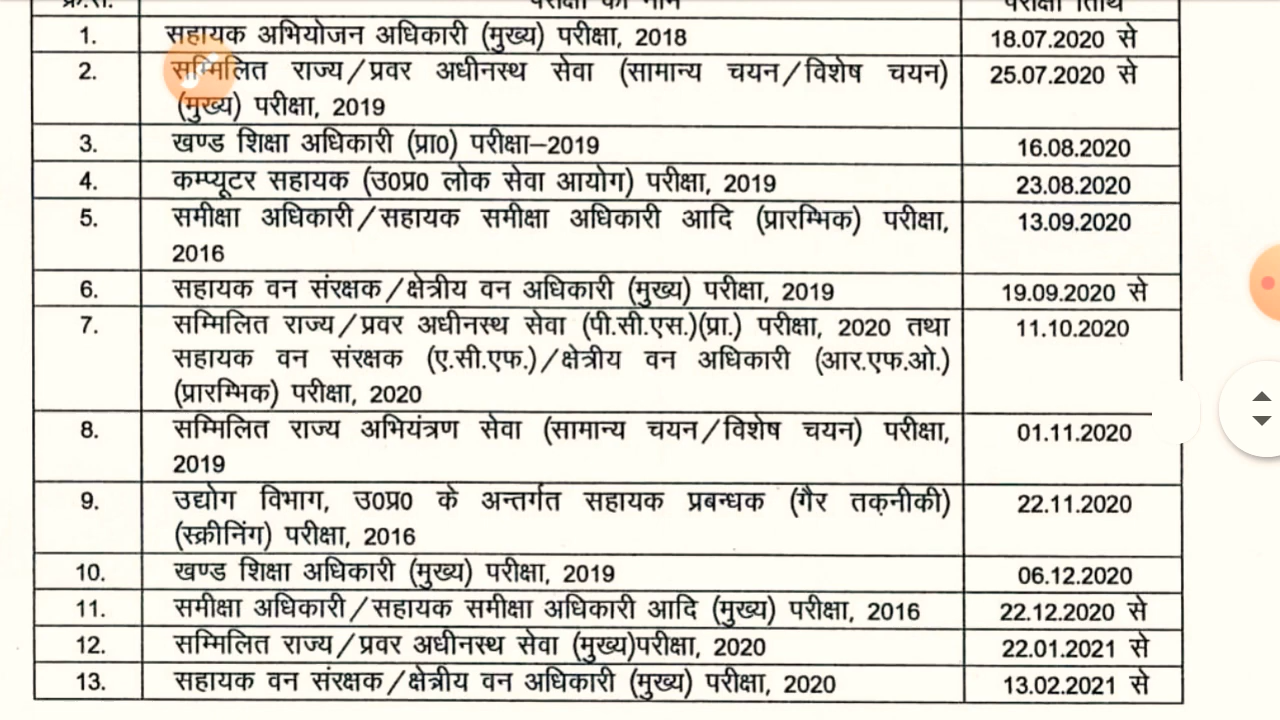 क्र.सं. परीक्षा का नाम परीक्षा तिथि
1. सहायक अभियोजन अधिकारी (मुख्य) परीक्षा, 2018 18.07.2020 से
2. सम्मिलित राज्य/प्रवर अधीनस्थ सेवा (सामान्य चयन/विशेष चयन) 25.07.2020 से
(मुख्य) परीक्षा, 2019
3. खण्ड शिक्षा अधिकारी (प्रा0) परीक्षा–2019 16.08.2020
4. कम्प्यूटर सहायक (उ0प्र0 लोक सेवा आयोग) परीक्षा, 2019 23.08.2020
5. समीक्षा अधिकारी/सहायक समीक्षा अधिकारी आदि (प्रारम्भिक) परीक्षा, 13.09.2020
2016
6. सहायक वन संरक्षक/क्षेत्रीय वन अधिकारी (मुख्य) परीक्षा, 2019 19.09.2020 से
7. सम्मिलित राज्य/प्रवर अधीनस्थ सेवा (पी.सी.एस.)(प्रा.) परीक्षा, 2020 तथा 11.10.2020
सहायक वन संरक्षक (ए.सी.एफ.)/क्षेत्रीय वन अधिकारी (आर.एफ.ओ.)
(प्रारम्भिक) परीक्षा, 2020
8. सम्मिलित राज्य अभियंत्रण सेवा (सामान्य चयन/विशेष चयन) परीक्षा, 01.11.2020
2019
9. उद्योग विभाग, उ0प्र0 के अन्तर्गत सहायक प्रबन्धक (गैर तक़नीकी) 22.11.2020
(स्क्रीनिंग) परीक्षा, 2016
10. खण्ड शिक्षा अधिकारी (मुख्य) परीक्षा, 2019 06.12.2020
11. समीक्षा अधिकारी/सहायक समीक्षा अधिकारी आदि (मुख्य) परीक्षा, 2016 22.12.2020 से
12. सम्मिलित राज्य/प्रवर अधीनस्थ सेवा (मुख्य)परीक्षा, 2020 22.01.2021 से
13. सहायक वन संरक्षक/क्षेत्रीय वन अधिकारी (मुख्य) परीक्षा, 2020 13.02.2021 से